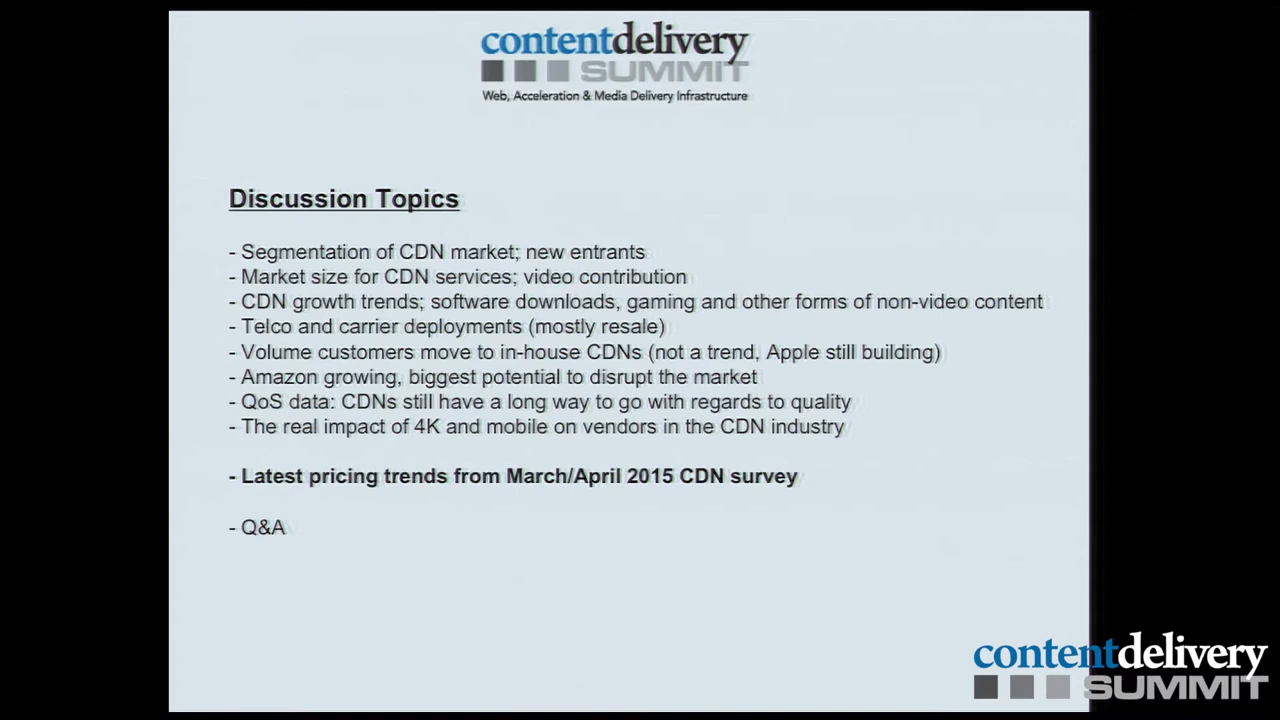 contentdelivery
SUMMIT
Web, Acceleration & Media Delivery Infrastructure
Discussion Topics
- Segmentation of CDN market; new entrants
- Market size for CDN services; video contribution
- CDN growth trends; software downloads, gaming and other forms of non-video content
- Telco and carrier deployments (mostly resale)
- Volume customers move to in-house CDNs (not a trend, Apple still building)
- Amazon growing, biggest potential to disrupt the market
- QoS data: CDNs still have a long way to go with regards to quality
- The real impact of 4K and mobile on vendors in the CDN industry
- Latest pricing trends from March/April 2015 CDN survey
- Q&A
contentdelivery
SUMMIT